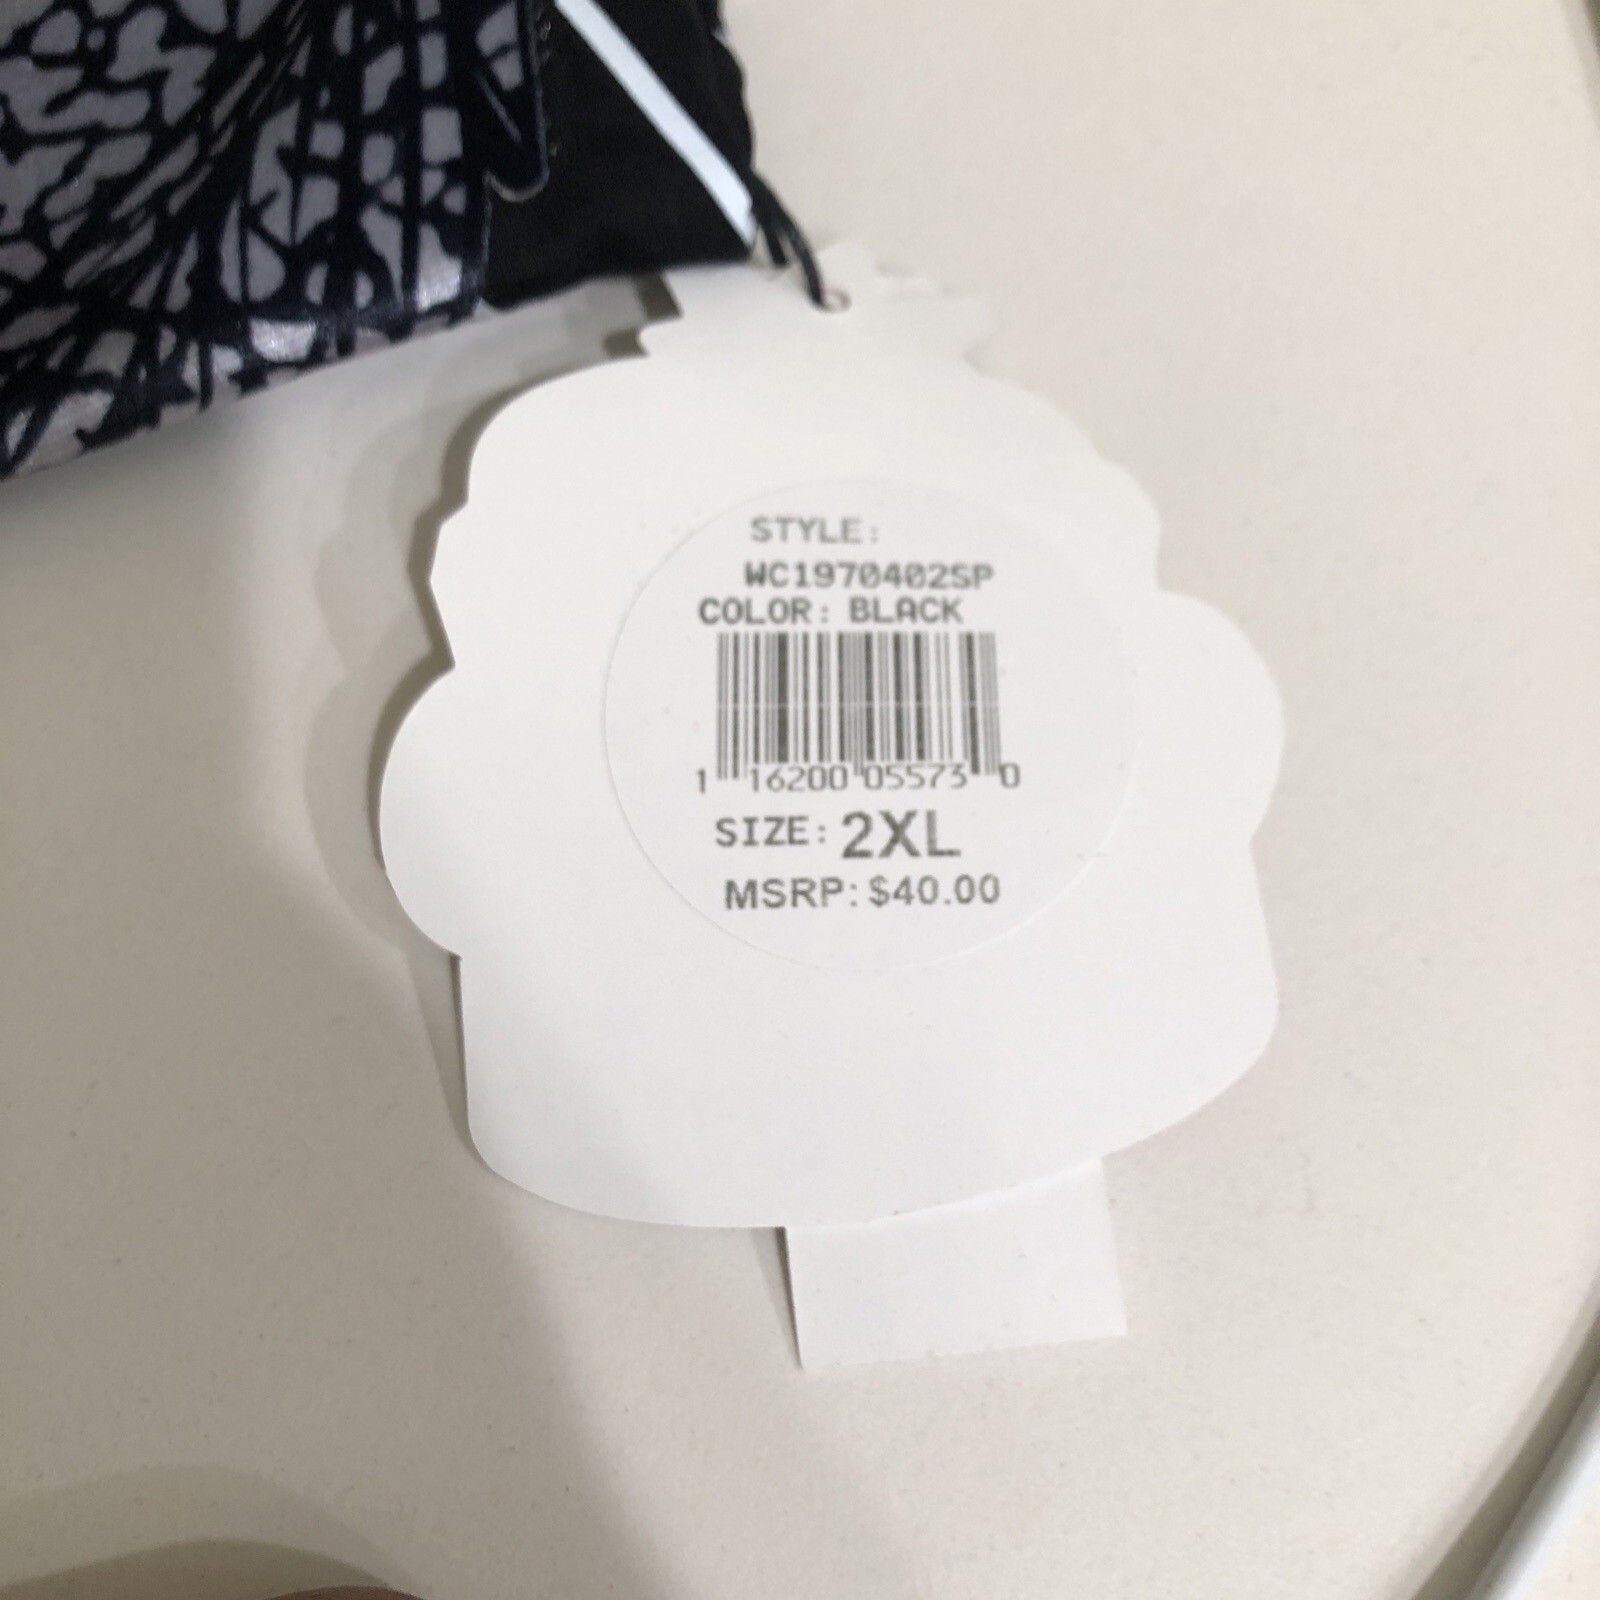 STYLE:
WC1970402SP
COLOR: BLACK
1 16200 05573 0
SIZE: 2XL
MSRP: $40.00